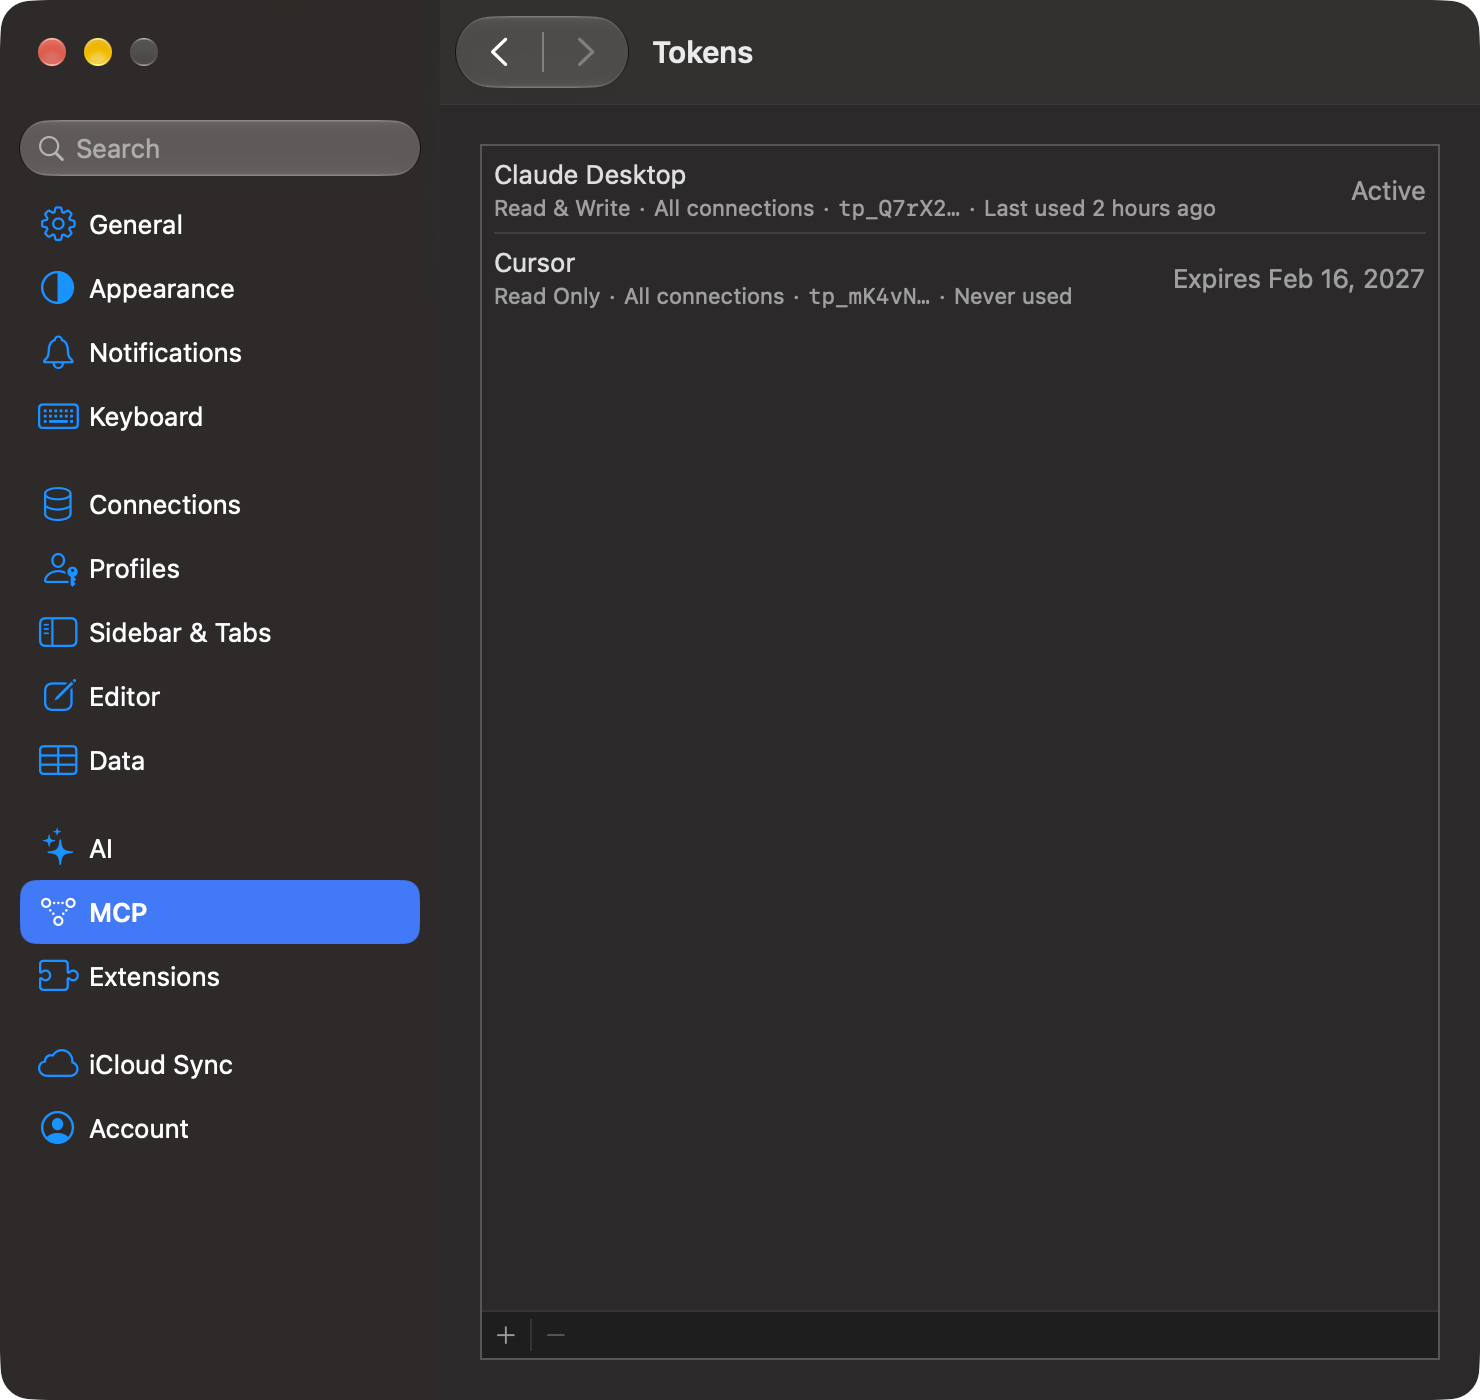 Tokens
Search
General
Appearance
Notifications
Keyboard
Connections
Profiles
Sidebar & Tabs
Editor
Data
AI
MCP
Extensions
iCloud Sync
Account
Claude Desktop
Read & Write · All connections · tp_Q7rX2… · Last used 2 hours ago
Active
Cursor
Read Only · All connections · tp_mK4vN… · Never used
Expires Feb 16, 2027